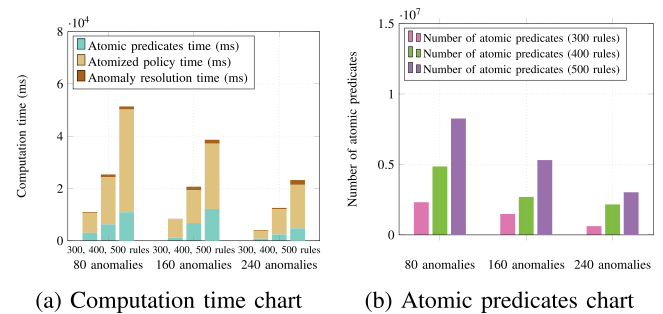 ·10⁴
8
6
4
2
0
Computation time (ms)
Atomic predicates time (ms)
Atomized policy time (ms)
Anomaly resolution time (ms)
300, 400, 500 rules 300, 400, 500 rules 300, 400, 500 rules
80 anomalies 160 anomalies 240 anomalies
(a) Computation time chart
·10⁷
1.5
1
0.5
0
Number of atomic predicates
Number of atomic predicates (300 rules)
Number of atomic predicates (400 rules)
Number of atomic predicates (500 rules)
80 anomalies 160 anomalies 240 anomalies
(b) Atomic predicates chart